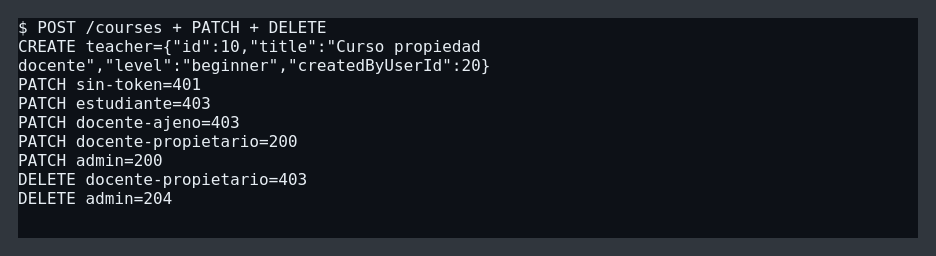 $ POST /courses + PATCH + DELETE
CREATE teacher={"id":10,"title":"Curso propiedad
docente","level":"beginner","createdByUserId":20}
PATCH sin-token=401
PATCH estudiante=403
PATCH docente-ajeno=403
PATCH docente-propietario=200
PATCH admin=200
DELETE docente-propietario=403
DELETE admin=204